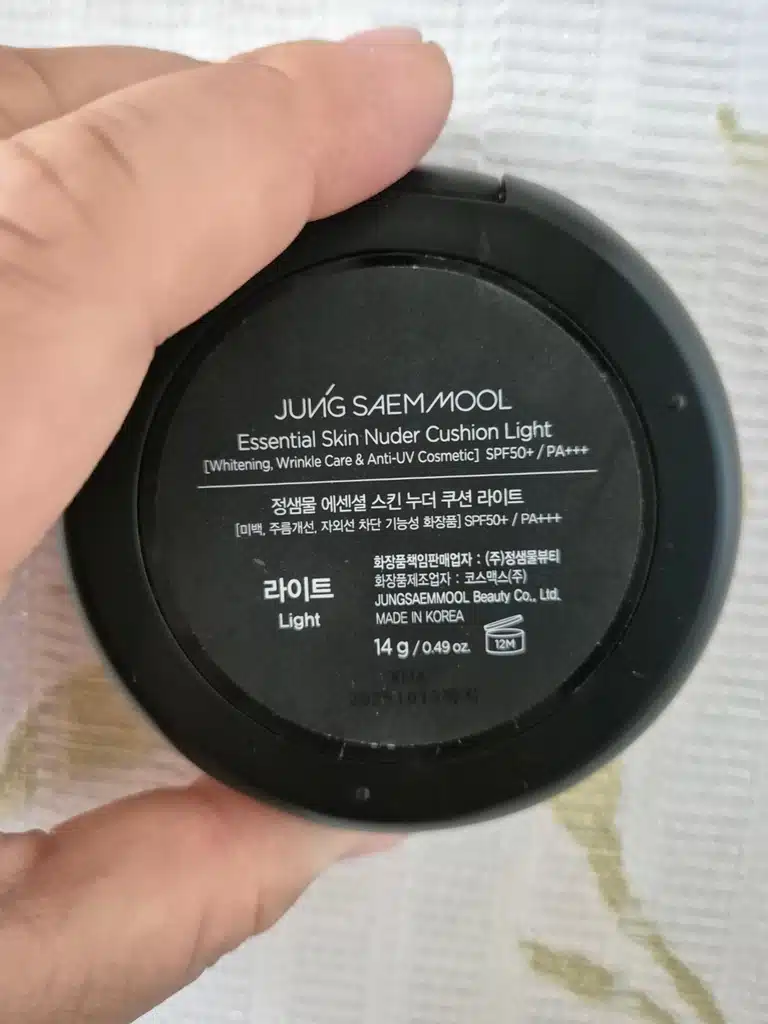 JUNG SAEM MOOL
Essential Skin Nuder Cushion Light
[Whitening, Wrinkle Care & Anti-UV Cosmetic] SPF50+ / PA+++
정샘물 에센셜 스킨 누더 쿠션 라이트
[미백, 주름개선, 자외선 차단 기능성 화장품] SPF50+ / PA+++
라이트
Light
화장품책임판매업자 : (주)정샘물뷰티
화장품제조업자 : 코스맥스(주)
JUNGSAEMMOOL Beauty Co., Ltd.
MADE IN KOREA
14 g / 0.49 oz.
12M